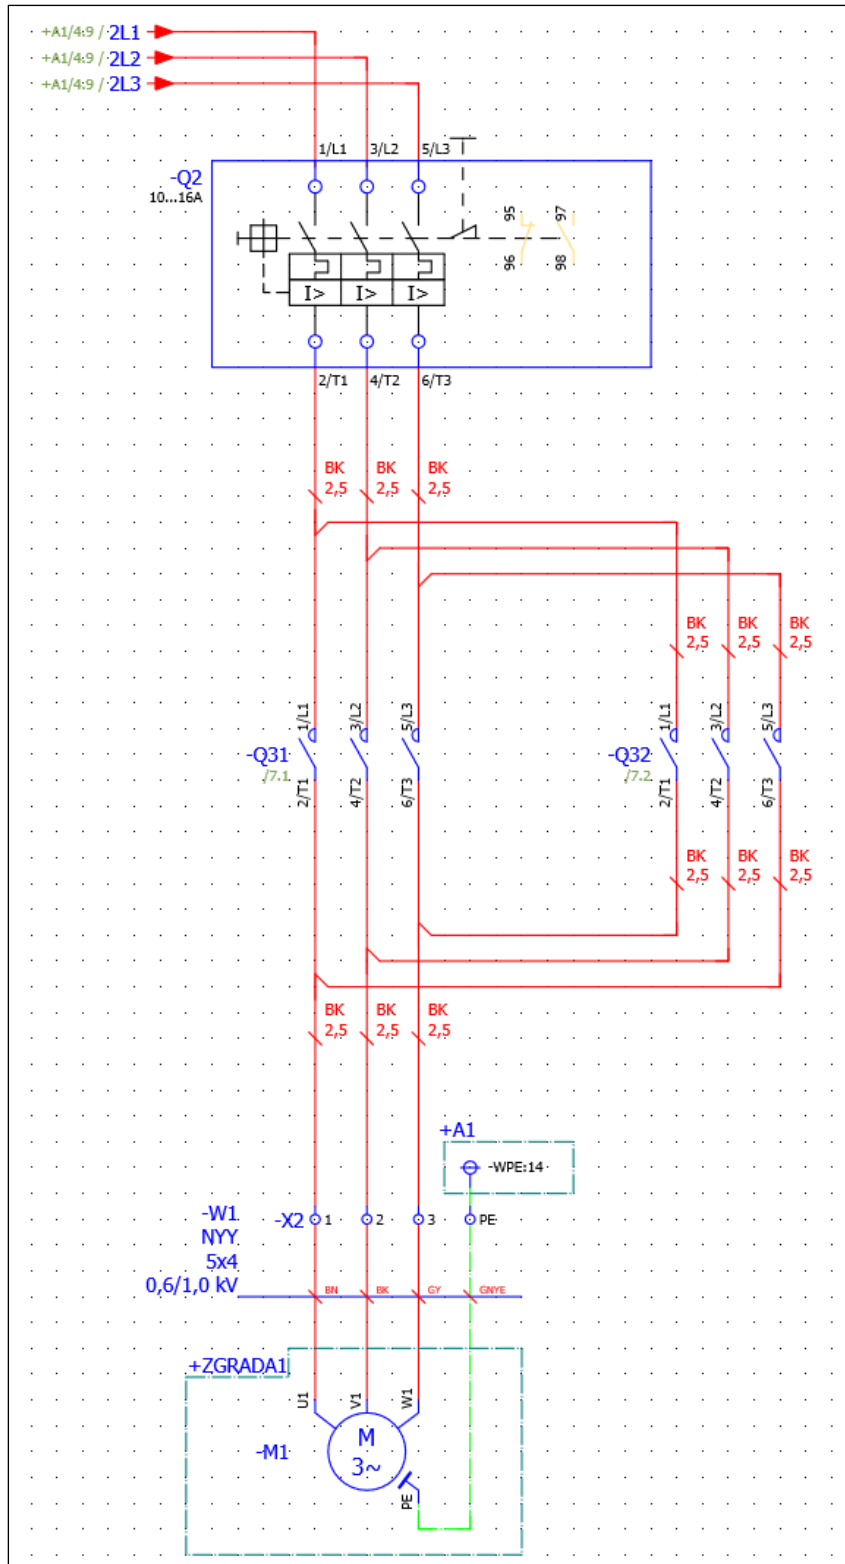 +A1/4:9 / 2L1
+A1/4:9 / 2L2
+A1/4:9 / 2L3
1/L1 3/L2 5/L3
-Q2
10...16A
95 97
96 98
I> I> I>
2/T1 4/T2 6/T3
BK BK BK
2,5 2,5 2,5
BK BK BK
2,5 2,5 2,5
1/L1 3/L2 5/L3 1/L1 3/L2 5/L3
-Q31 -Q32
/7.1 /7.2
2/T1 4/T2 6/T3 2/T1 4/T2 6/T3
BK BK BK
2,5 2,5 2,5
BK BK BK
2,5 2,5 2,5
+A1
-WPE:14
-W1 -X2 1 2 3 PE
NYY
5x4
0,6/1,0 kV
BN BK GY GNYE
+ZGRADA1
U1 V1 W1
-M1 M
3~
PE